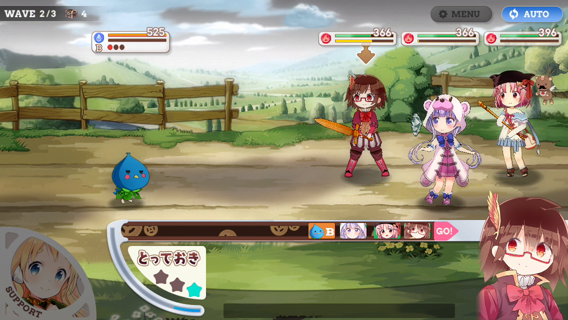 WAVE 2/3 4
MENU
AUTO
525
B
366
366
396
B
GO!
とっておき
SUPPORT